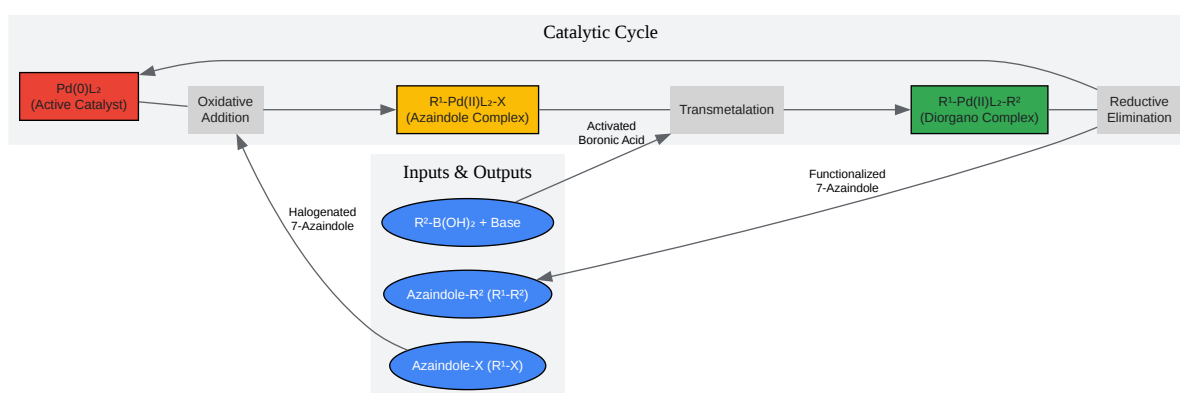 Catalytic Cycle
Pd(0)L₂
(Active Catalyst)
Oxidative
Addition
R¹-Pd(II)L₂-X
(Azaindole Complex)
Transmetalation
R¹-Pd(II)L₂-R²
(Diorgano Complex)
Reductive
Elimination
Activated
Boronic Acid
Inputs & Outputs
Functionalized
7-Azaindole
Halogenated
7-Azaindole
R²-B(OH)₂ + Base
Azaindole-R² (R¹-R²)
Azaindole-X (R¹-X)